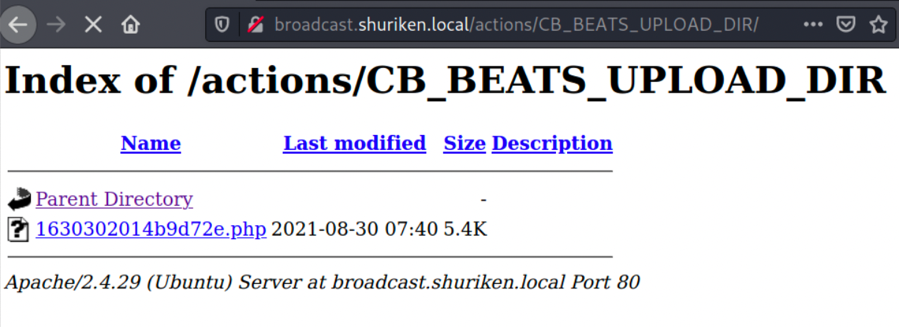 broadcast.shuriken.local/actions/CB_BEATS_UPLOAD_DIR/
Index of /actions/CB_BEATS_UPLOAD_DIR
Name Last modified Size Description
Parent Directory -
1630302014b9d72e.php 2021-08-30 07:40 5.4K
Apache/2.4.29 (Ubuntu) Server at broadcast.shuriken.local Port 80